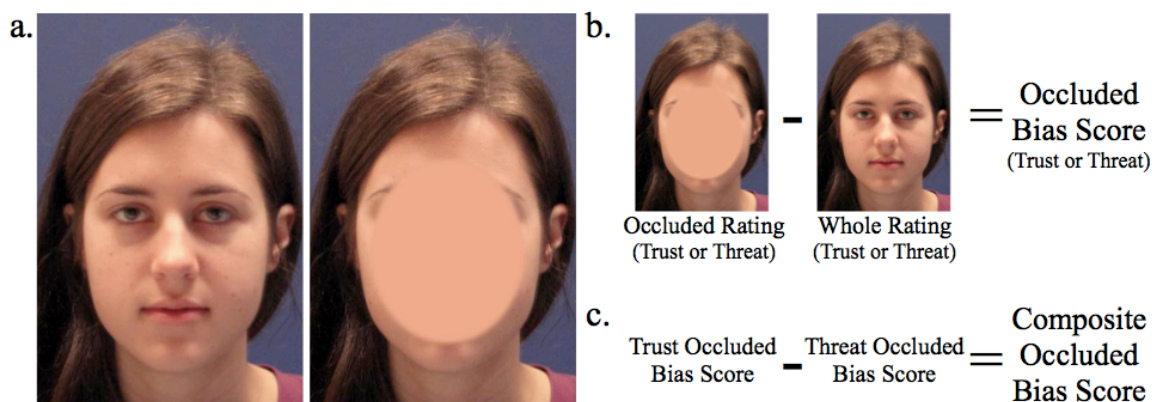 a.
b.
Occluded Rating
(Trust or Threat)
-
Whole Rating
(Trust or Threat)
=
Occluded
Bias Score
(Trust or Threat)
c.
Trust Occluded
Bias Score
-
Threat Occluded
Bias Score
=
Composite
Occluded
Bias Score